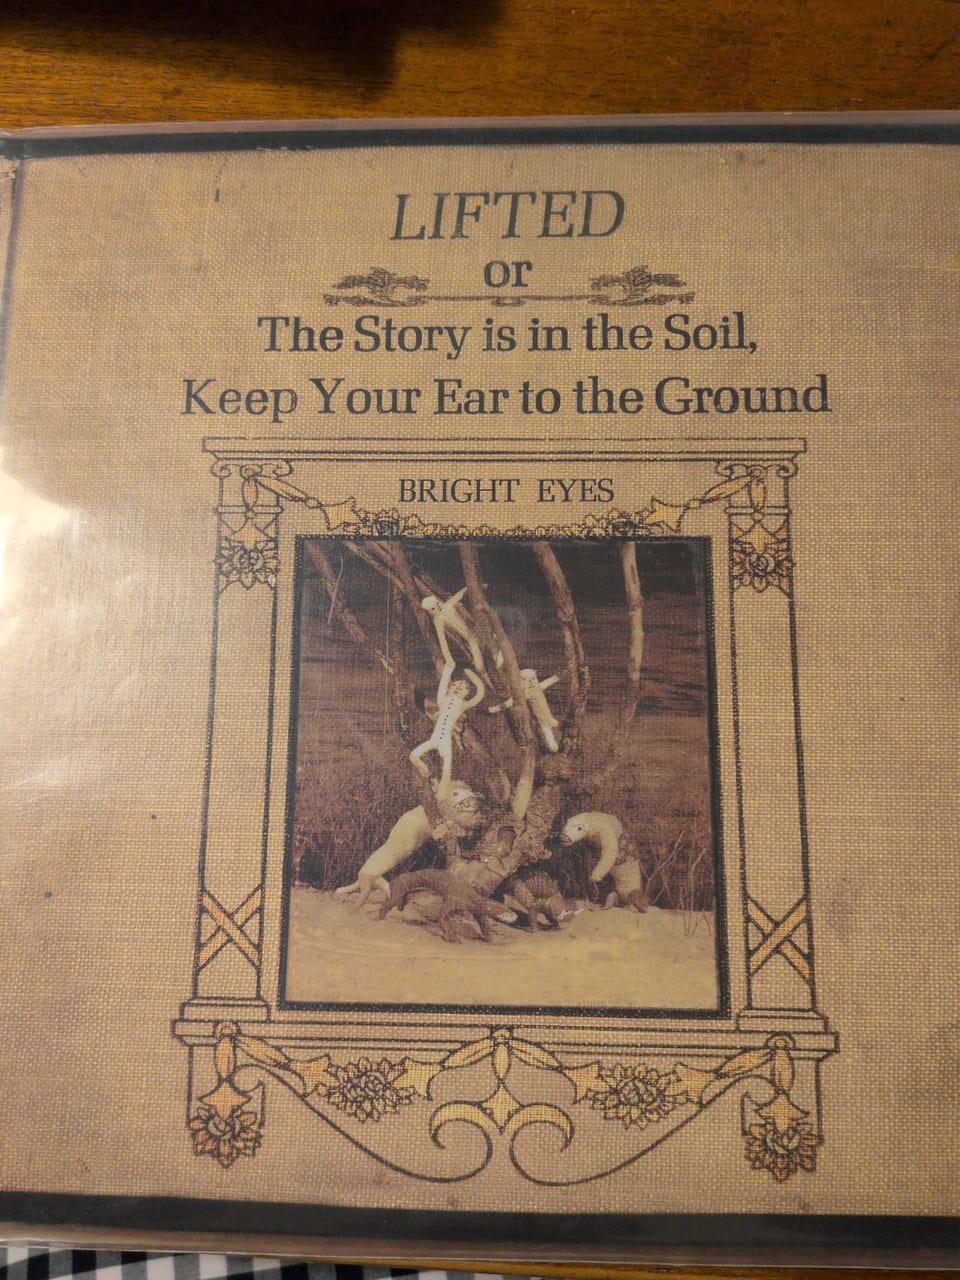 LIFTED
or
The Story is in the Soil,
Keep Your Ear to the Ground
BRIGHT EYES